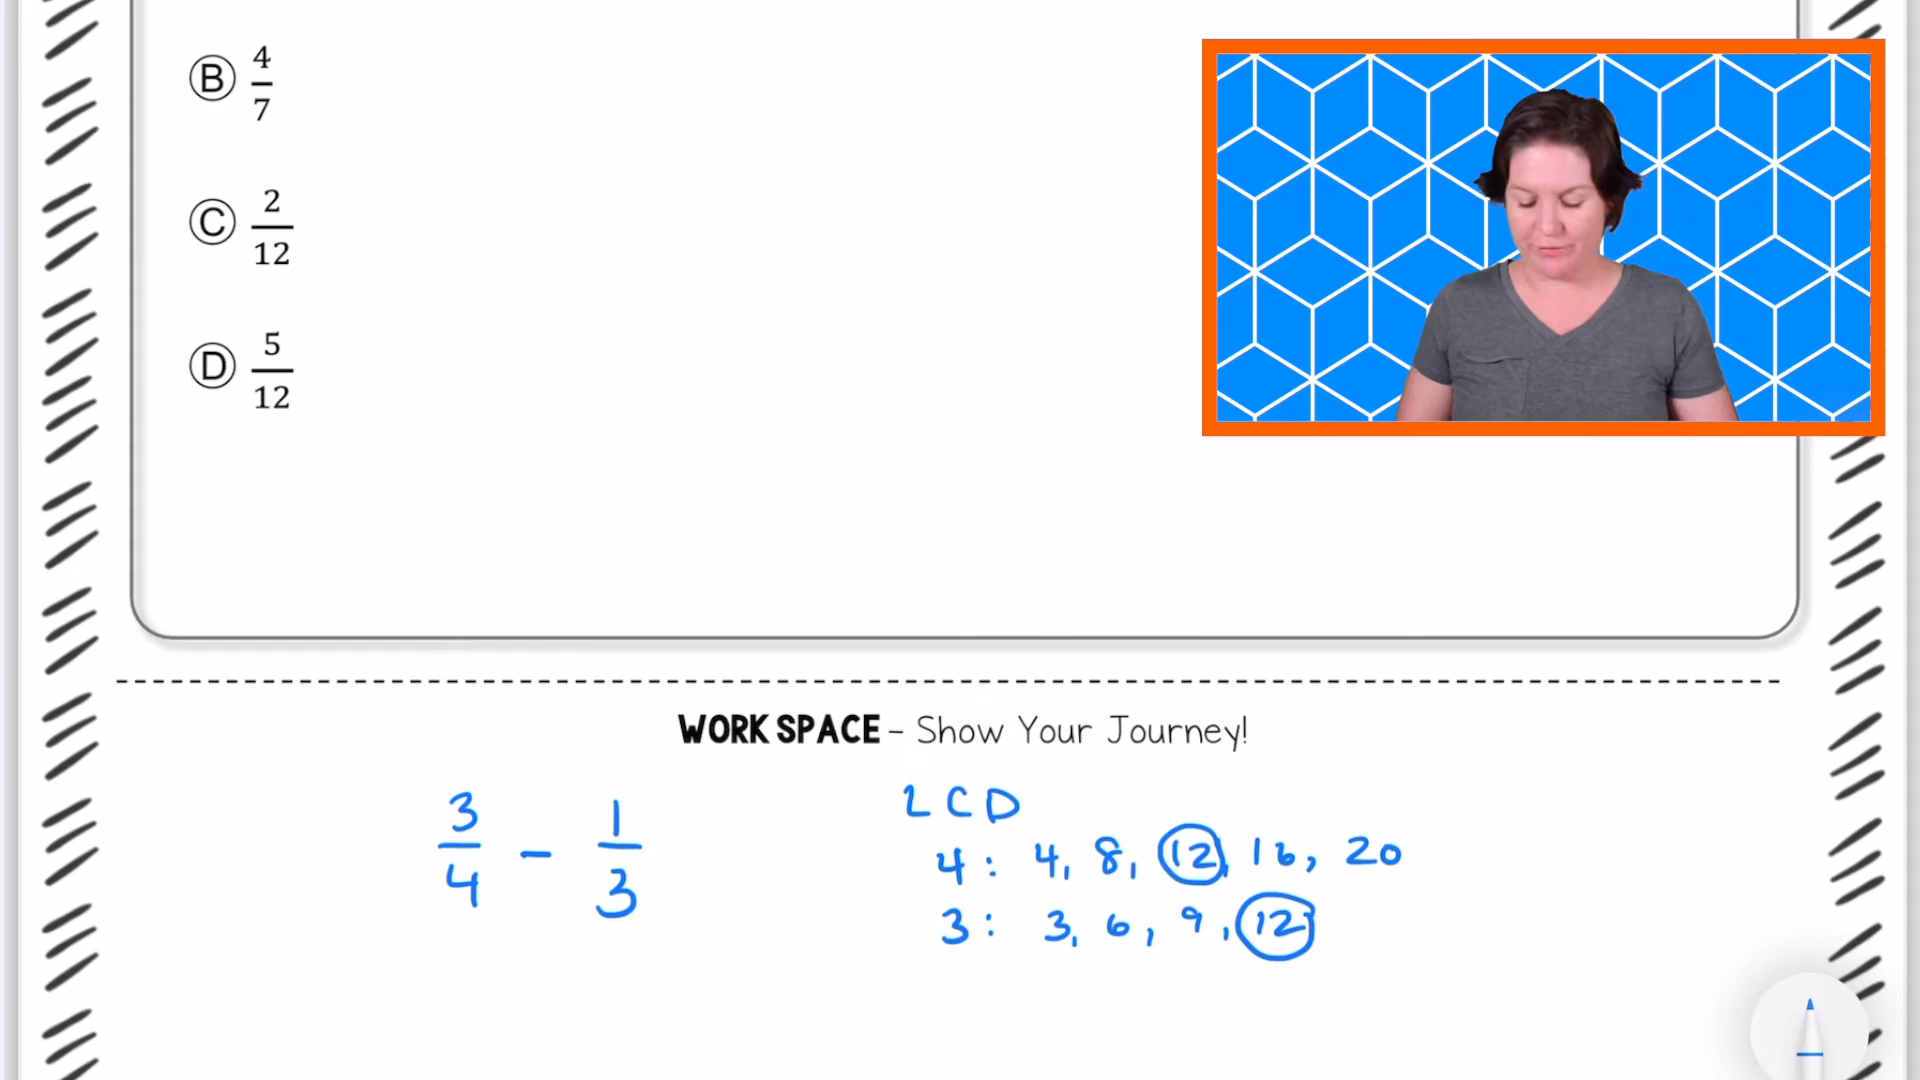 B 4/7
C 2/12
D 5/12
WORK SPACE - Show Your Journey!
3/4 - 1/3
LCD
4: 4, 8, 12, 16, 20
3: 3, 6, 9, 12